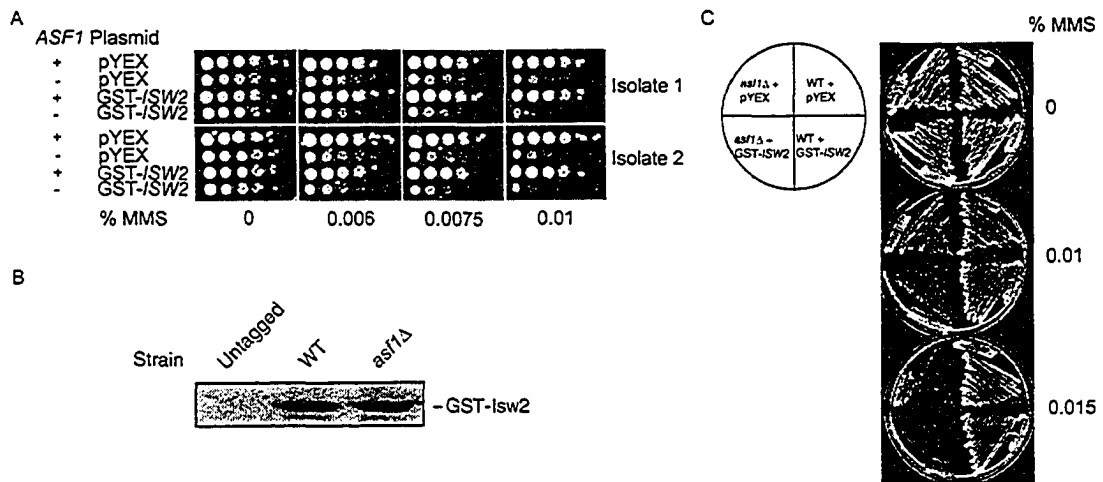 A
ASF1 Plasmid
+ pYEX
- pYEX
+ GST-ISW2
- GST-ISW2
Isolate 1
+ pYEX
- pYEX
+ GST-ISW2
- GST-ISW2
Isolate 2
% MMS 0 0.006 0.0075 0.01
B
Strain Untagged WT asf1Δ
-GST-Isw2
C
% MMS
asf1Δ + pYEX
WT + pYEX
asf1Δ + GST-ISW2
WT + GST-ISW2
0
0.01
0.015